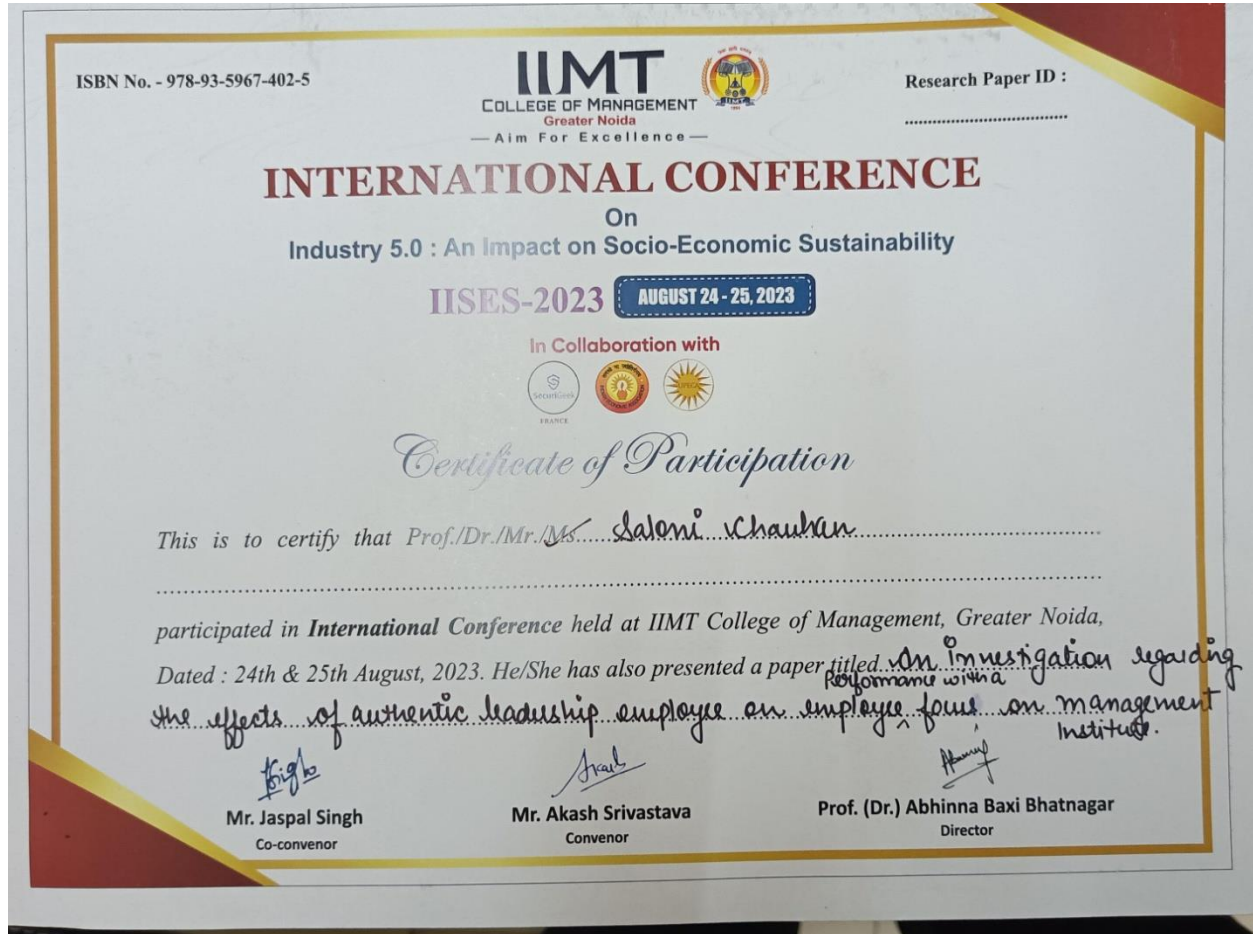 ISBN No. - 978-93-5967-402-5
IIMT
COLLEGE OF MANAGEMENT
Greater Noida
— Aim For Excellence —
IIMT
Research Paper ID :
....................................
INTERNATIONAL CONFERENCE
On
Industry 5.0 : An Impact on Socio-Economic Sustainability
IISES-2023 AUGUST 24 - 25, 2023
In Collaboration with
FRANCE
Certificate of Participation
This is to certify that Prof./Dr./Mr./Ms. Saloni Chauhan
participated in International Conference held at IIMT College of Management, Greater Noida,
Dated : 24th & 25th August, 2023. He/She has also presented a paper titled An investigation regarding
the effects of authentic leadership employee on employee Performance with a focus on management
Institute.
Mr. Jaspal Singh
Co-convenor
Mr. Akash Srivastava
Convenor
Prof. (Dr.) Abhinna Baxi Bhatnagar
Director